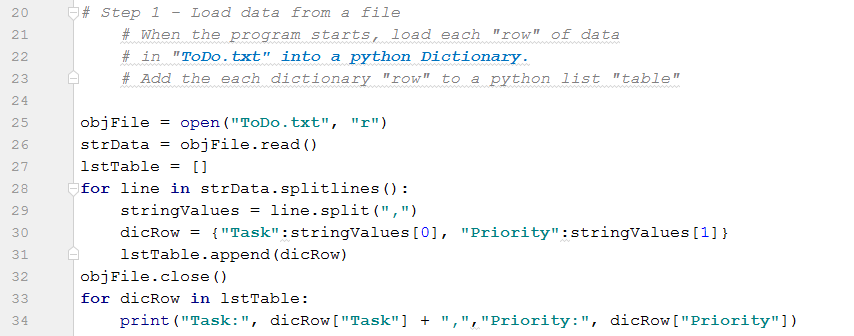 20 # Step 1 - Load data from a file
21     # When the program starts, load each "row" of data
22     # in "ToDo.txt" into a python Dictionary.
23     # Add the each dictionary "row" to a python list "table"
24
25 objFile = open("ToDo.txt", "r")
26 strData = objFile.read()
27 lstTable = []
28 for line in strData.splitlines():
29     stringValues = line.split(",")
30     dicRow = {"Task":stringValues[0], "Priority":stringValues[1]}
31     lstTable.append(dicRow)
32 objFile.close()
33 for dicRow in lstTable:
34     print("Task:", dicRow["Task"] + ",","Priority:", dicRow["Priority"])